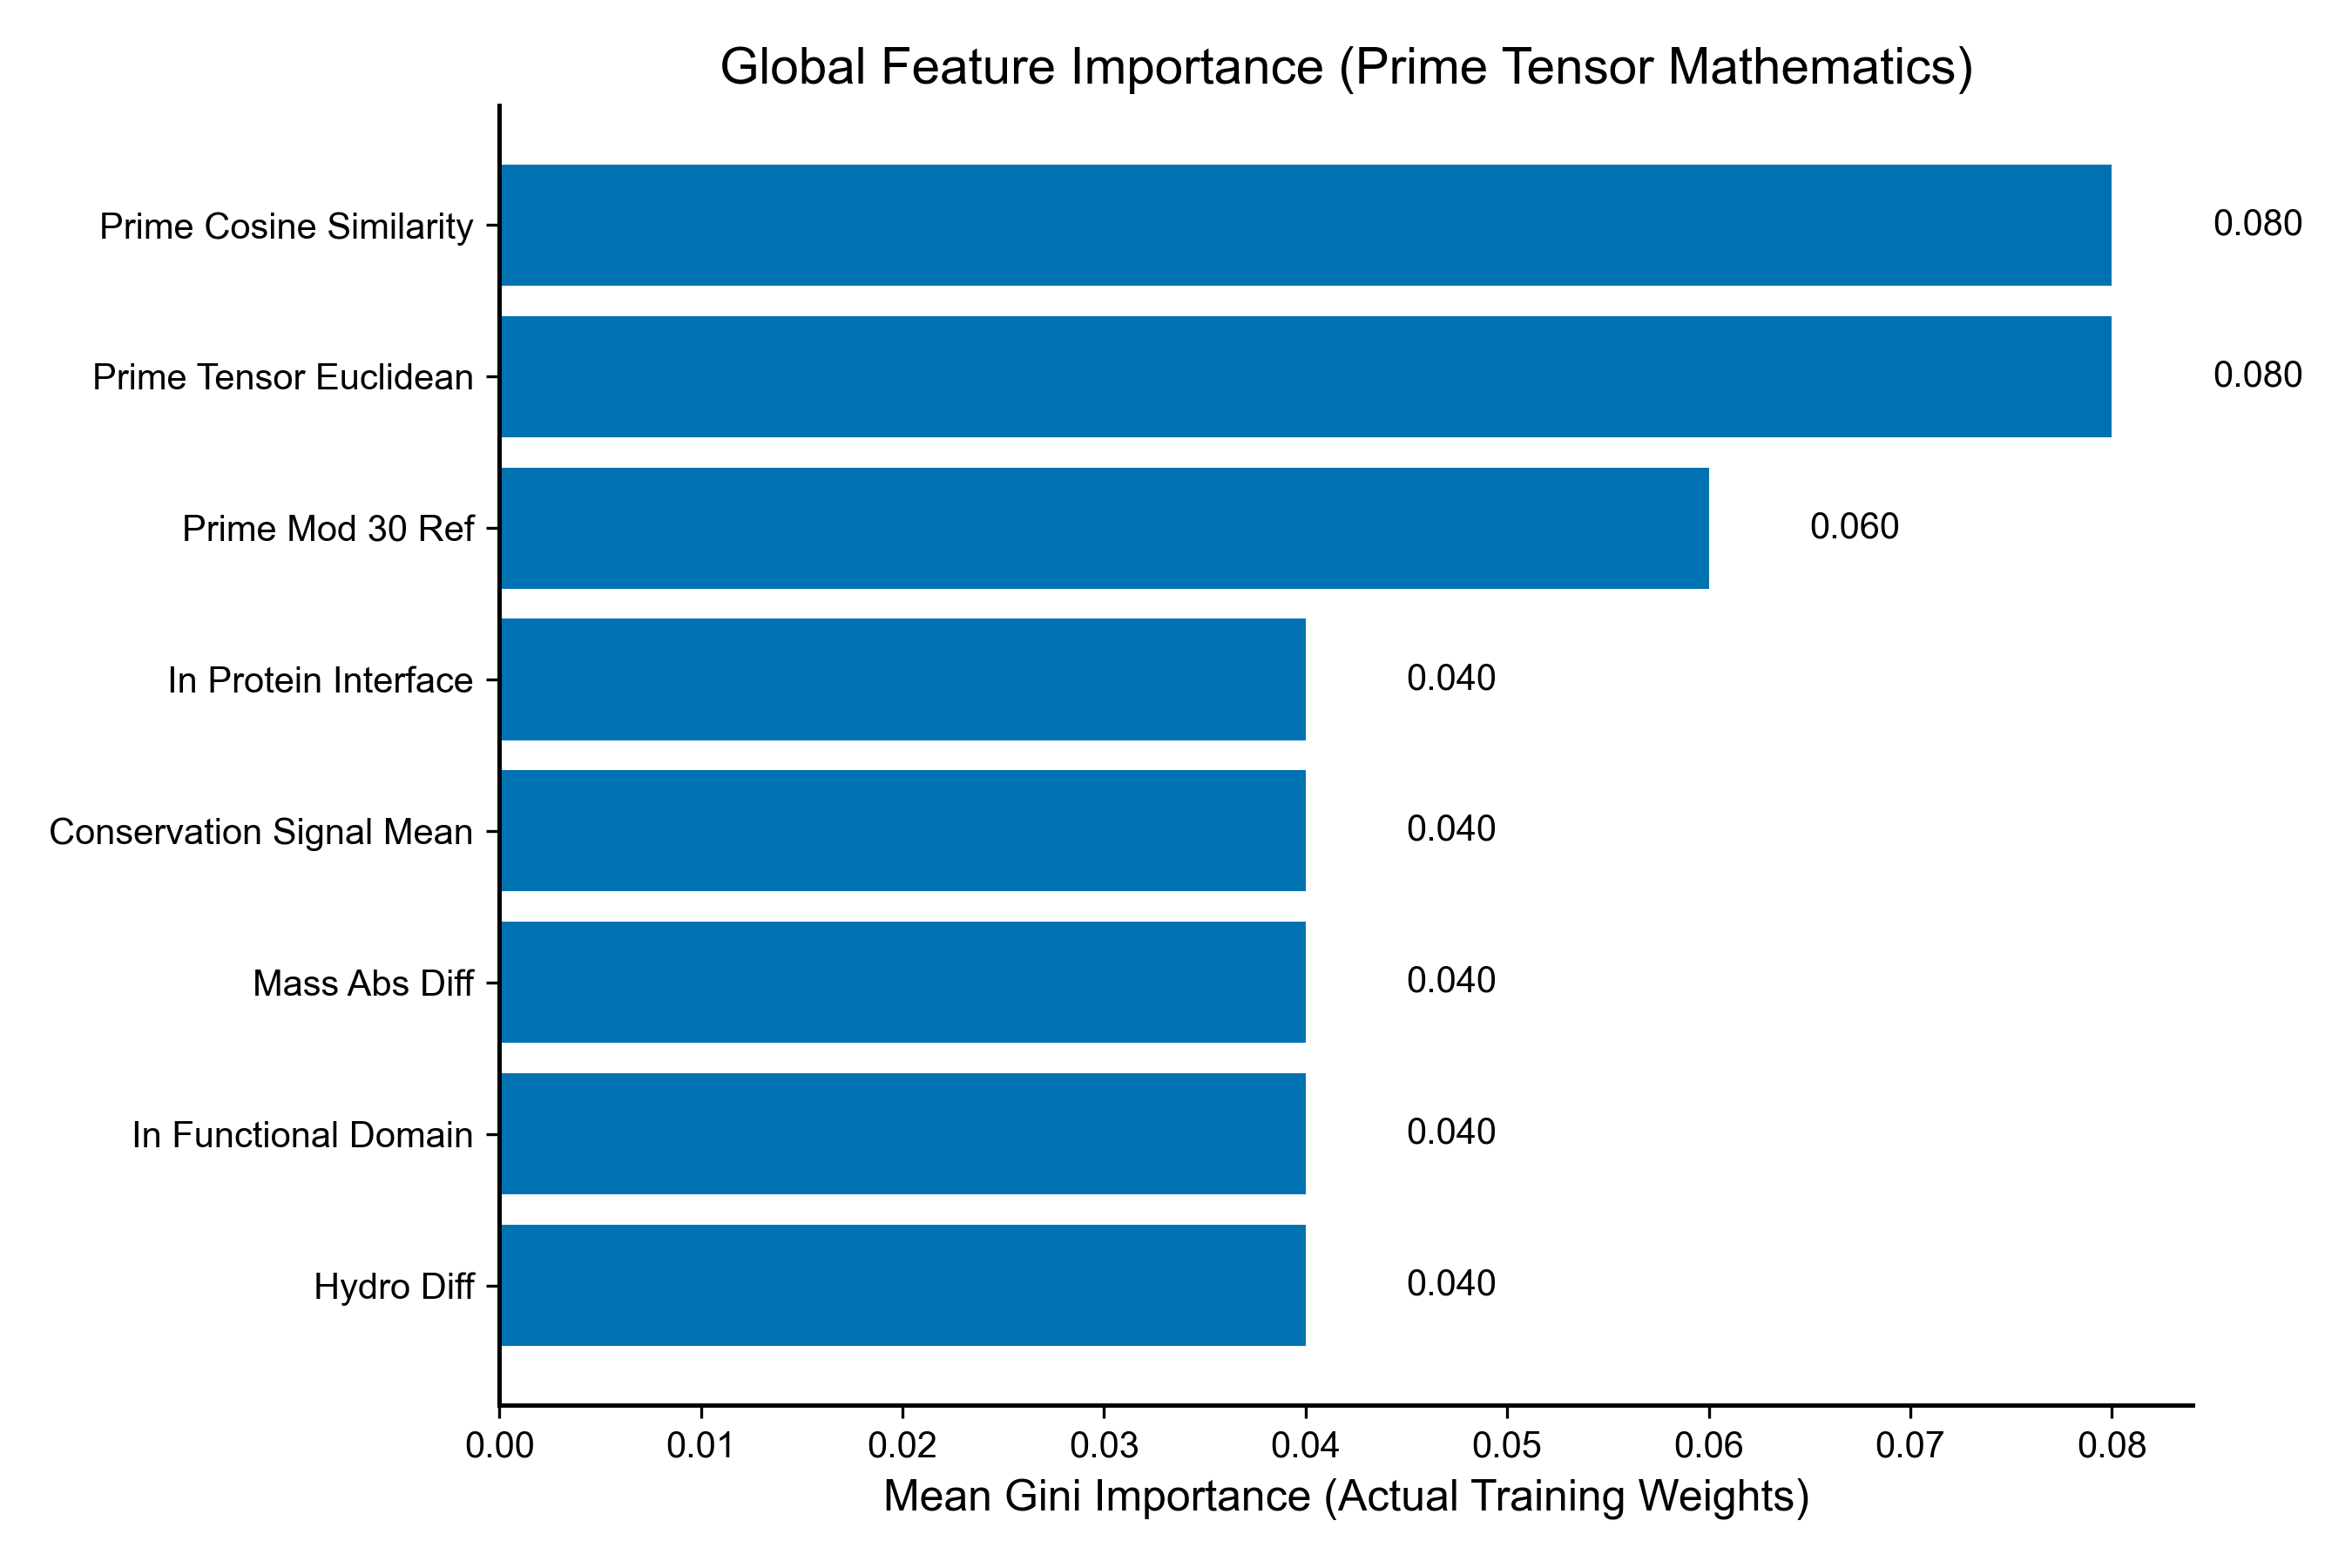 Global Feature Importance (Prime Tensor Mathematics)
Prime Cosine Similarity 0.080
Prime Tensor Euclidean 0.080
Prime Mod 30 Ref 0.060
In Protein Interface 0.040
Conservation Signal Mean 0.040
Mass Abs Diff 0.040
In Functional Domain 0.040
Hydro Diff 0.040
0.00 0.01 0.02 0.03 0.04 0.05 0.06 0.07 0.08
Mean Gini Importance (Actual Training Weights)